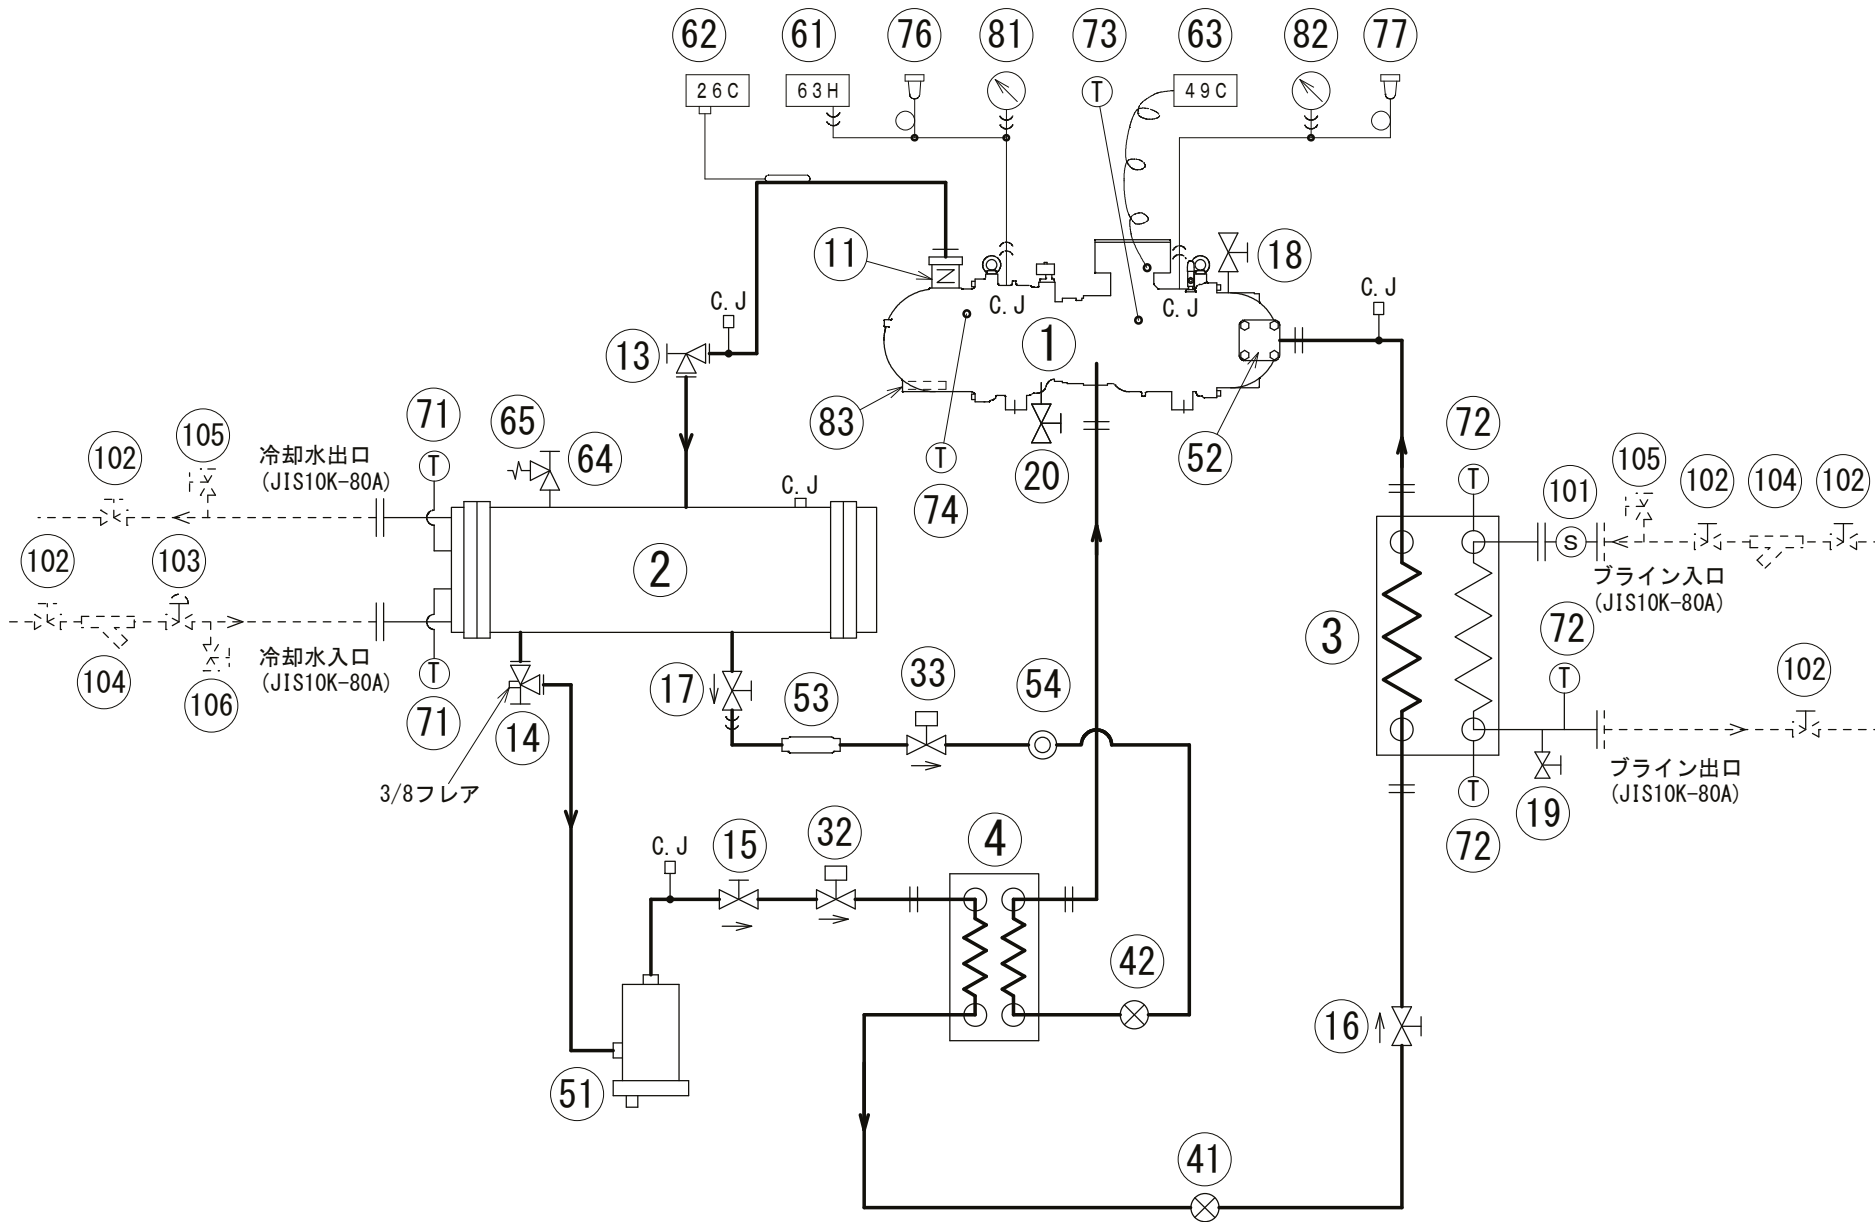 62 61 76 81 73 63 82 77
26C 63H T 49C
11 18
C.J C.J C.J C.J
13 1
71 65 64 83 T 20 52 72
102 105 冷却水出口 T 74 T 101 105 102 104 102
(JIS10K-80A) C.J
S
102 103 2 ブライン入口
(JIS10K-80A)
3 72
104 106 冷却水入口 T 17 53 33 54 T 102
(JIS10K-80A)
71 14
3/8フレア T 19 ブライン出口
(JIS10K-80A)
C.J 15 32 4 72
42
16
51
41